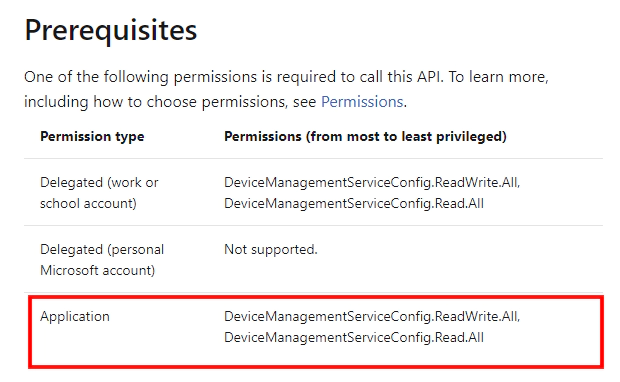 Prerequisites
One of the following permissions is required to call this API. To learn more,
including how to choose permissions, see Permissions.
Permission type Permissions (from most to least privileged)
Delegated (work or DeviceManagementServiceConfig.ReadWrite.All,
school account) DeviceManagementServiceConfig.Read.All
Delegated (personal Not supported.
Microsoft account)
Application DeviceManagementServiceConfig.ReadWrite.All,
DeviceManagementServiceConfig.Read.All